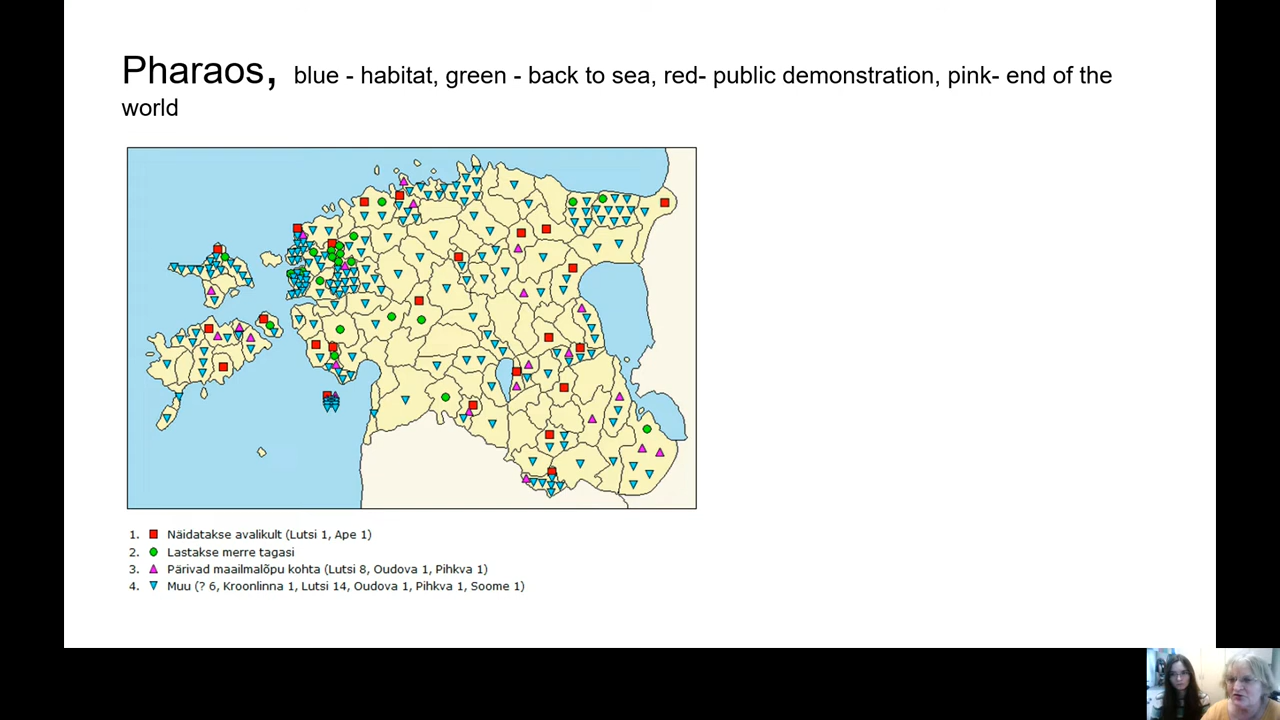 Pharaos, blue - habitat, green - back to sea, red- public demonstration, pink- end of the
world
1. Näidatakse avalikult (Lutsi 1, Ape 1)
2. Lastakse merre tagasi
3. Pärivad maailmalõpu kohta (Lutsi 8, Oudova 1, Pihkva 1)
4. Muu (? 6, Kroonlinna 1, Lutsi 14, Oudova 1, Pihkva 1, Soome 1)